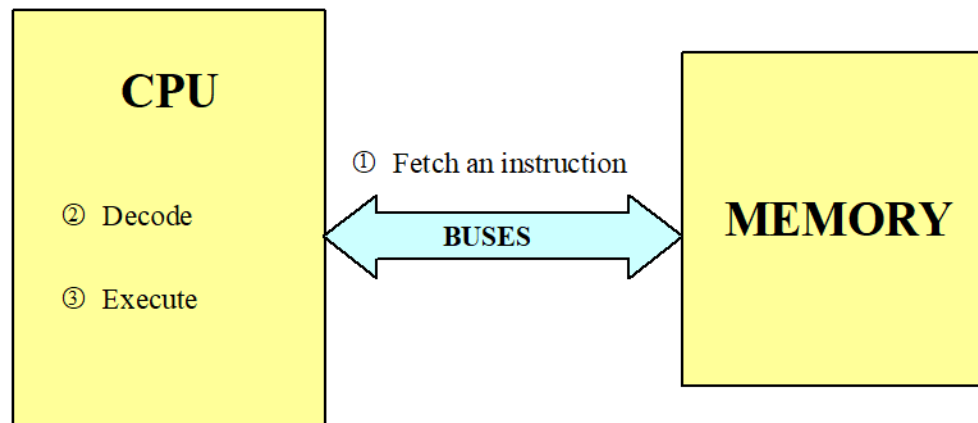 CPU
① Fetch an instruction
② Decode
MEMORY
BUSES
③ Execute